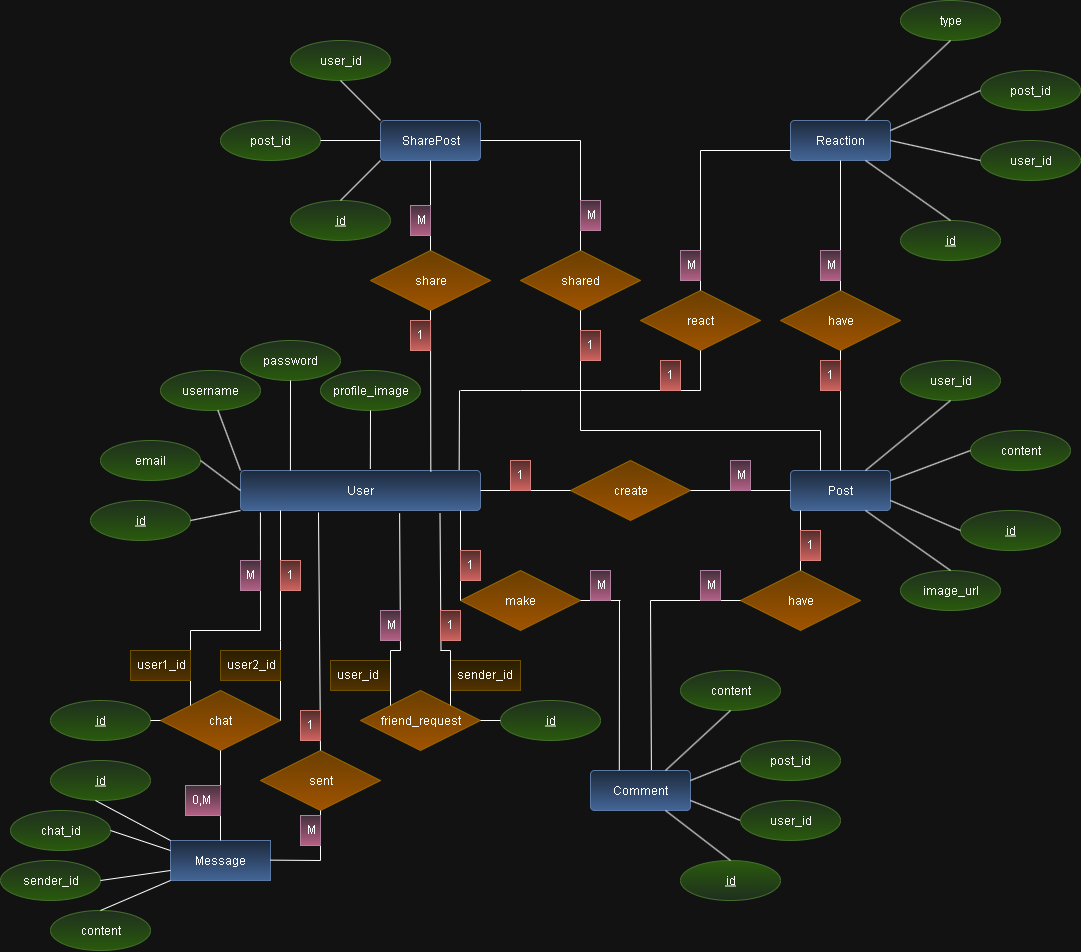 type
user_id
post_id
post_id
SharePost
Reaction
user_id
id
M
M
id
M
M
share
shared
react
have
1
1
password
1
1
username
profile_image
user_id
content
email
1
M
User
create
Post
id
id
1
M
1
1
M
M
image_url
make
have
M
1
user1_id
user2_id
user_id
sender_id
content
id
chat
friend_request
id
1
post_id
id
sent
Comment
0,M
user_id
chat_id
M
Message
sender_id
id
content